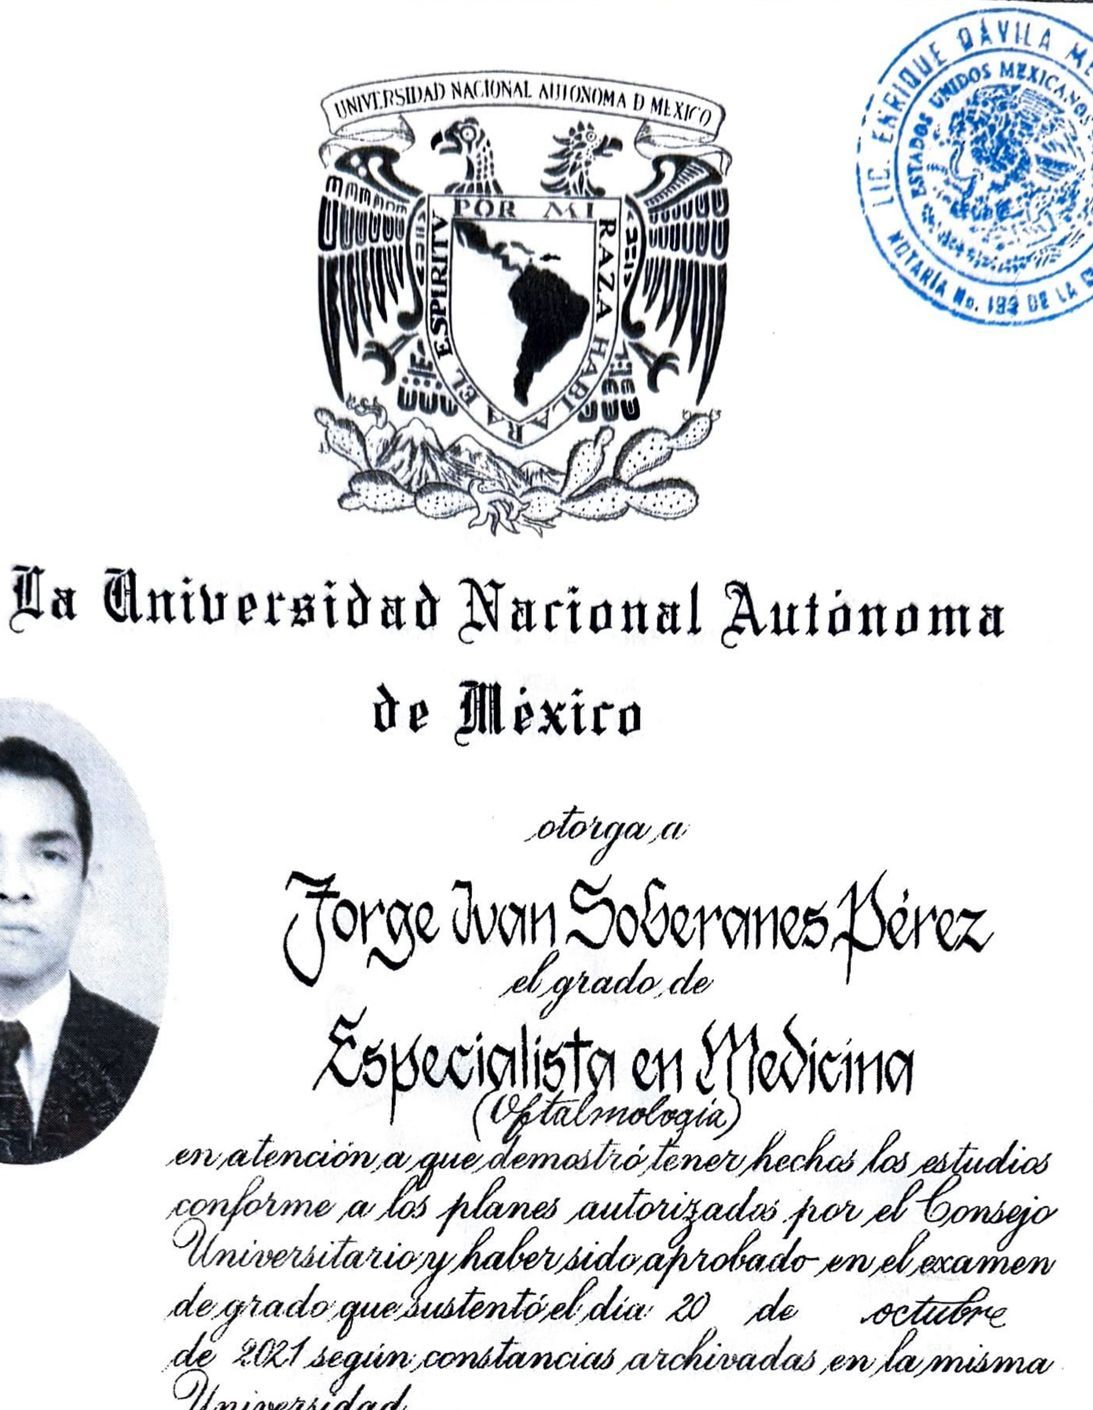 UNIVERSIDAD NACIONAL AUTONOMA D MEXICO
POR MI RAZA HABLARA EL ESPIRITU
LIC. ENRIQUE DÁVILA
ESTADOS UNIDOS MEXICANOS
NOTARÍA No. DE LA
La Universidad Nacional Autónoma
de México
otorga a
Jorge Ivan Soberanes Pérez
el grado de
Especialista en Medicina
(Oftalmología)
en atención a que demostró tener hechos los estudios
conforme a los planes autorizados por el Consejo
Universitario y haber sido aprobado en el examen
de grado que sustentó el día 20 de octubre
de 2021 según constancias archivadas en la misma
Universidad